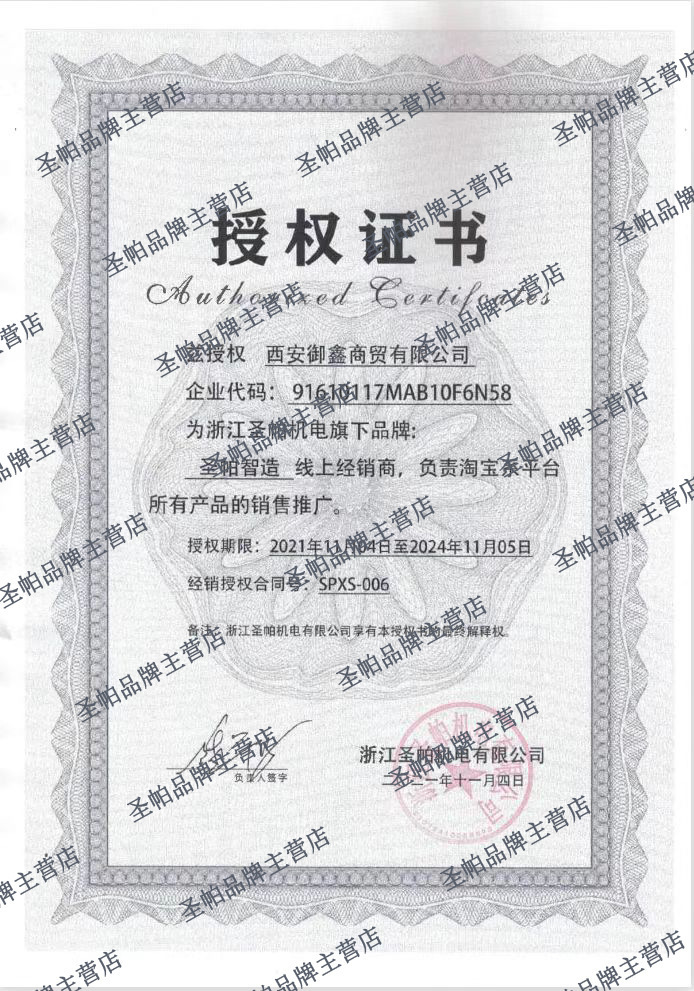 授权证书
Authorized Certifcates
兹授权 西安御鑫商贸有限公司
企业代码: 91610117MAB10F6N58
为浙江圣帕机电旗下品牌:
圣帕智造 线上经销商，负责淘宝系平台
所有产品的销售推广。
授权期限: 2021年11月04日至2024年11月05日
经销授权合同号: SPXS-006
备注: 浙江圣帕机电有限公司享有本授权书的最终解释权。
负责人签字
浙江圣帕机电有限公司
二〇二一年十一月四日
圣帕品牌主营店